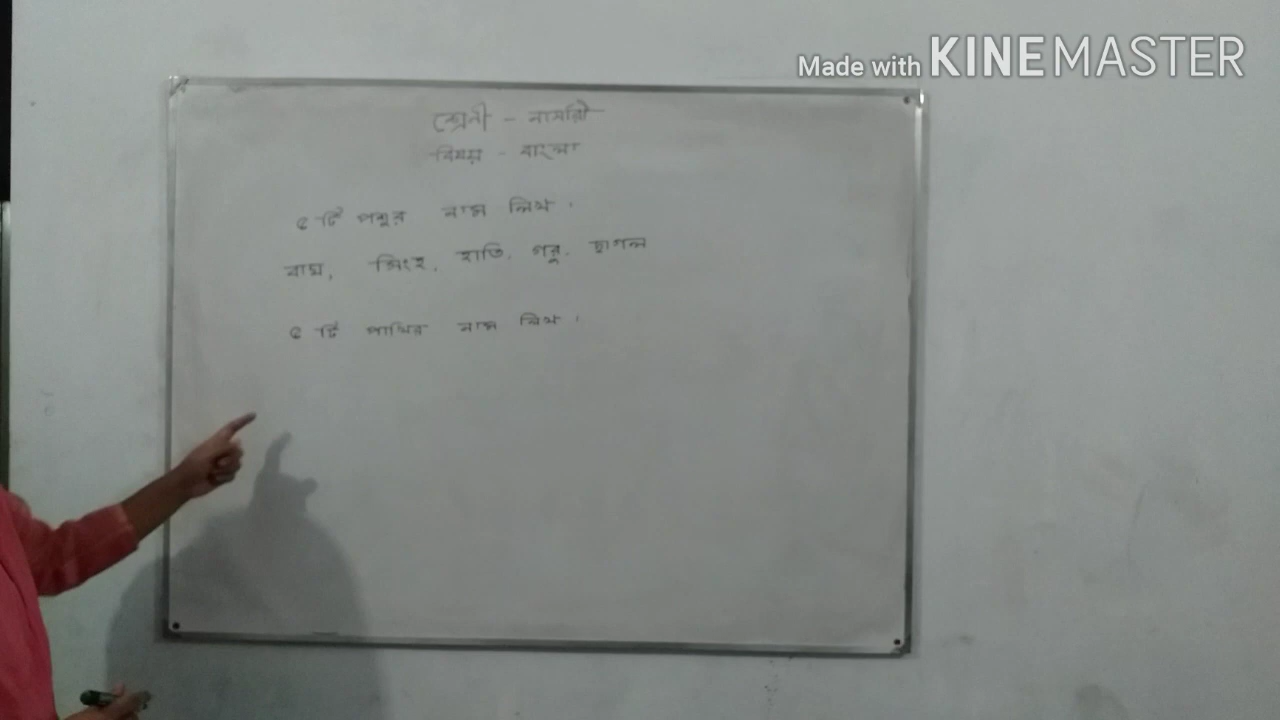 Made with KINEMASTER
শ্রেনী - নার্সারী
বিষয় - বাংলা
৫ টি পশুর নাম লিখ।
বাঘ, সিংহ, হাতি, গরু, ছাগল
৫ টি পাখির নাম লিখ।